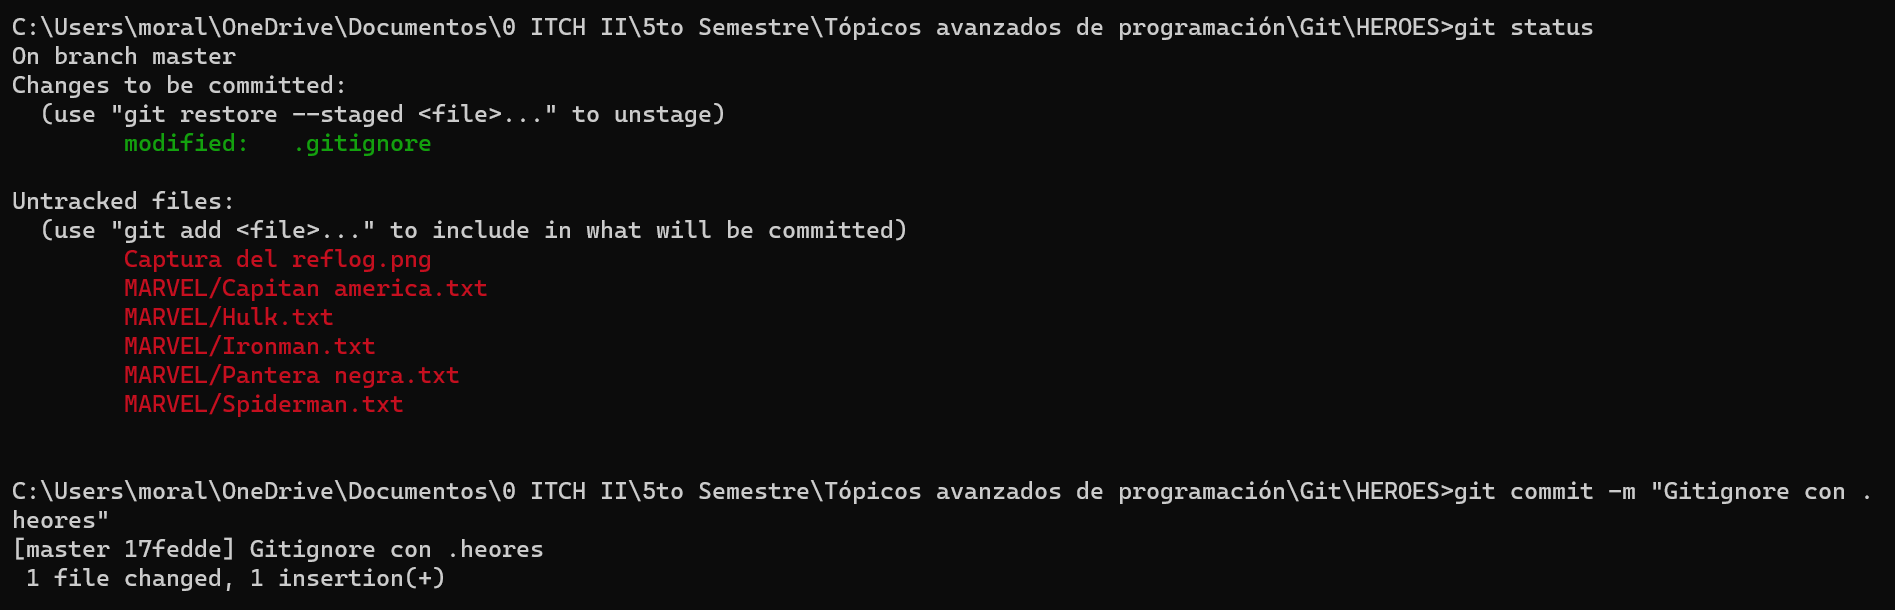 C:\Users\moral\OneDrive\Documentos\0 ITCH II\5to Semestre\Tópicos avanzados de programación\Git\HEROES>git status
On branch master
Changes to be committed:
  (use "git restore --staged <file>..." to unstage)
        modified:   .gitignore

Untracked files:
  (use "git add <file>..." to include in what will be committed)
        Captura del reflog.png
        MARVEL/Capitan america.txt
        MARVEL/Hulk.txt
        MARVEL/Ironman.txt
        MARVEL/Pantera negra.txt
        MARVEL/Spiderman.txt


C:\Users\moral\OneDrive\Documentos\0 ITCH II\5to Semestre\Tópicos avanzados de programación\Git\HEROES>git commit -m "Gitignore con .
heores"
[master 17fedde] Gitignore con .heores
 1 file changed, 1 insertion(+)